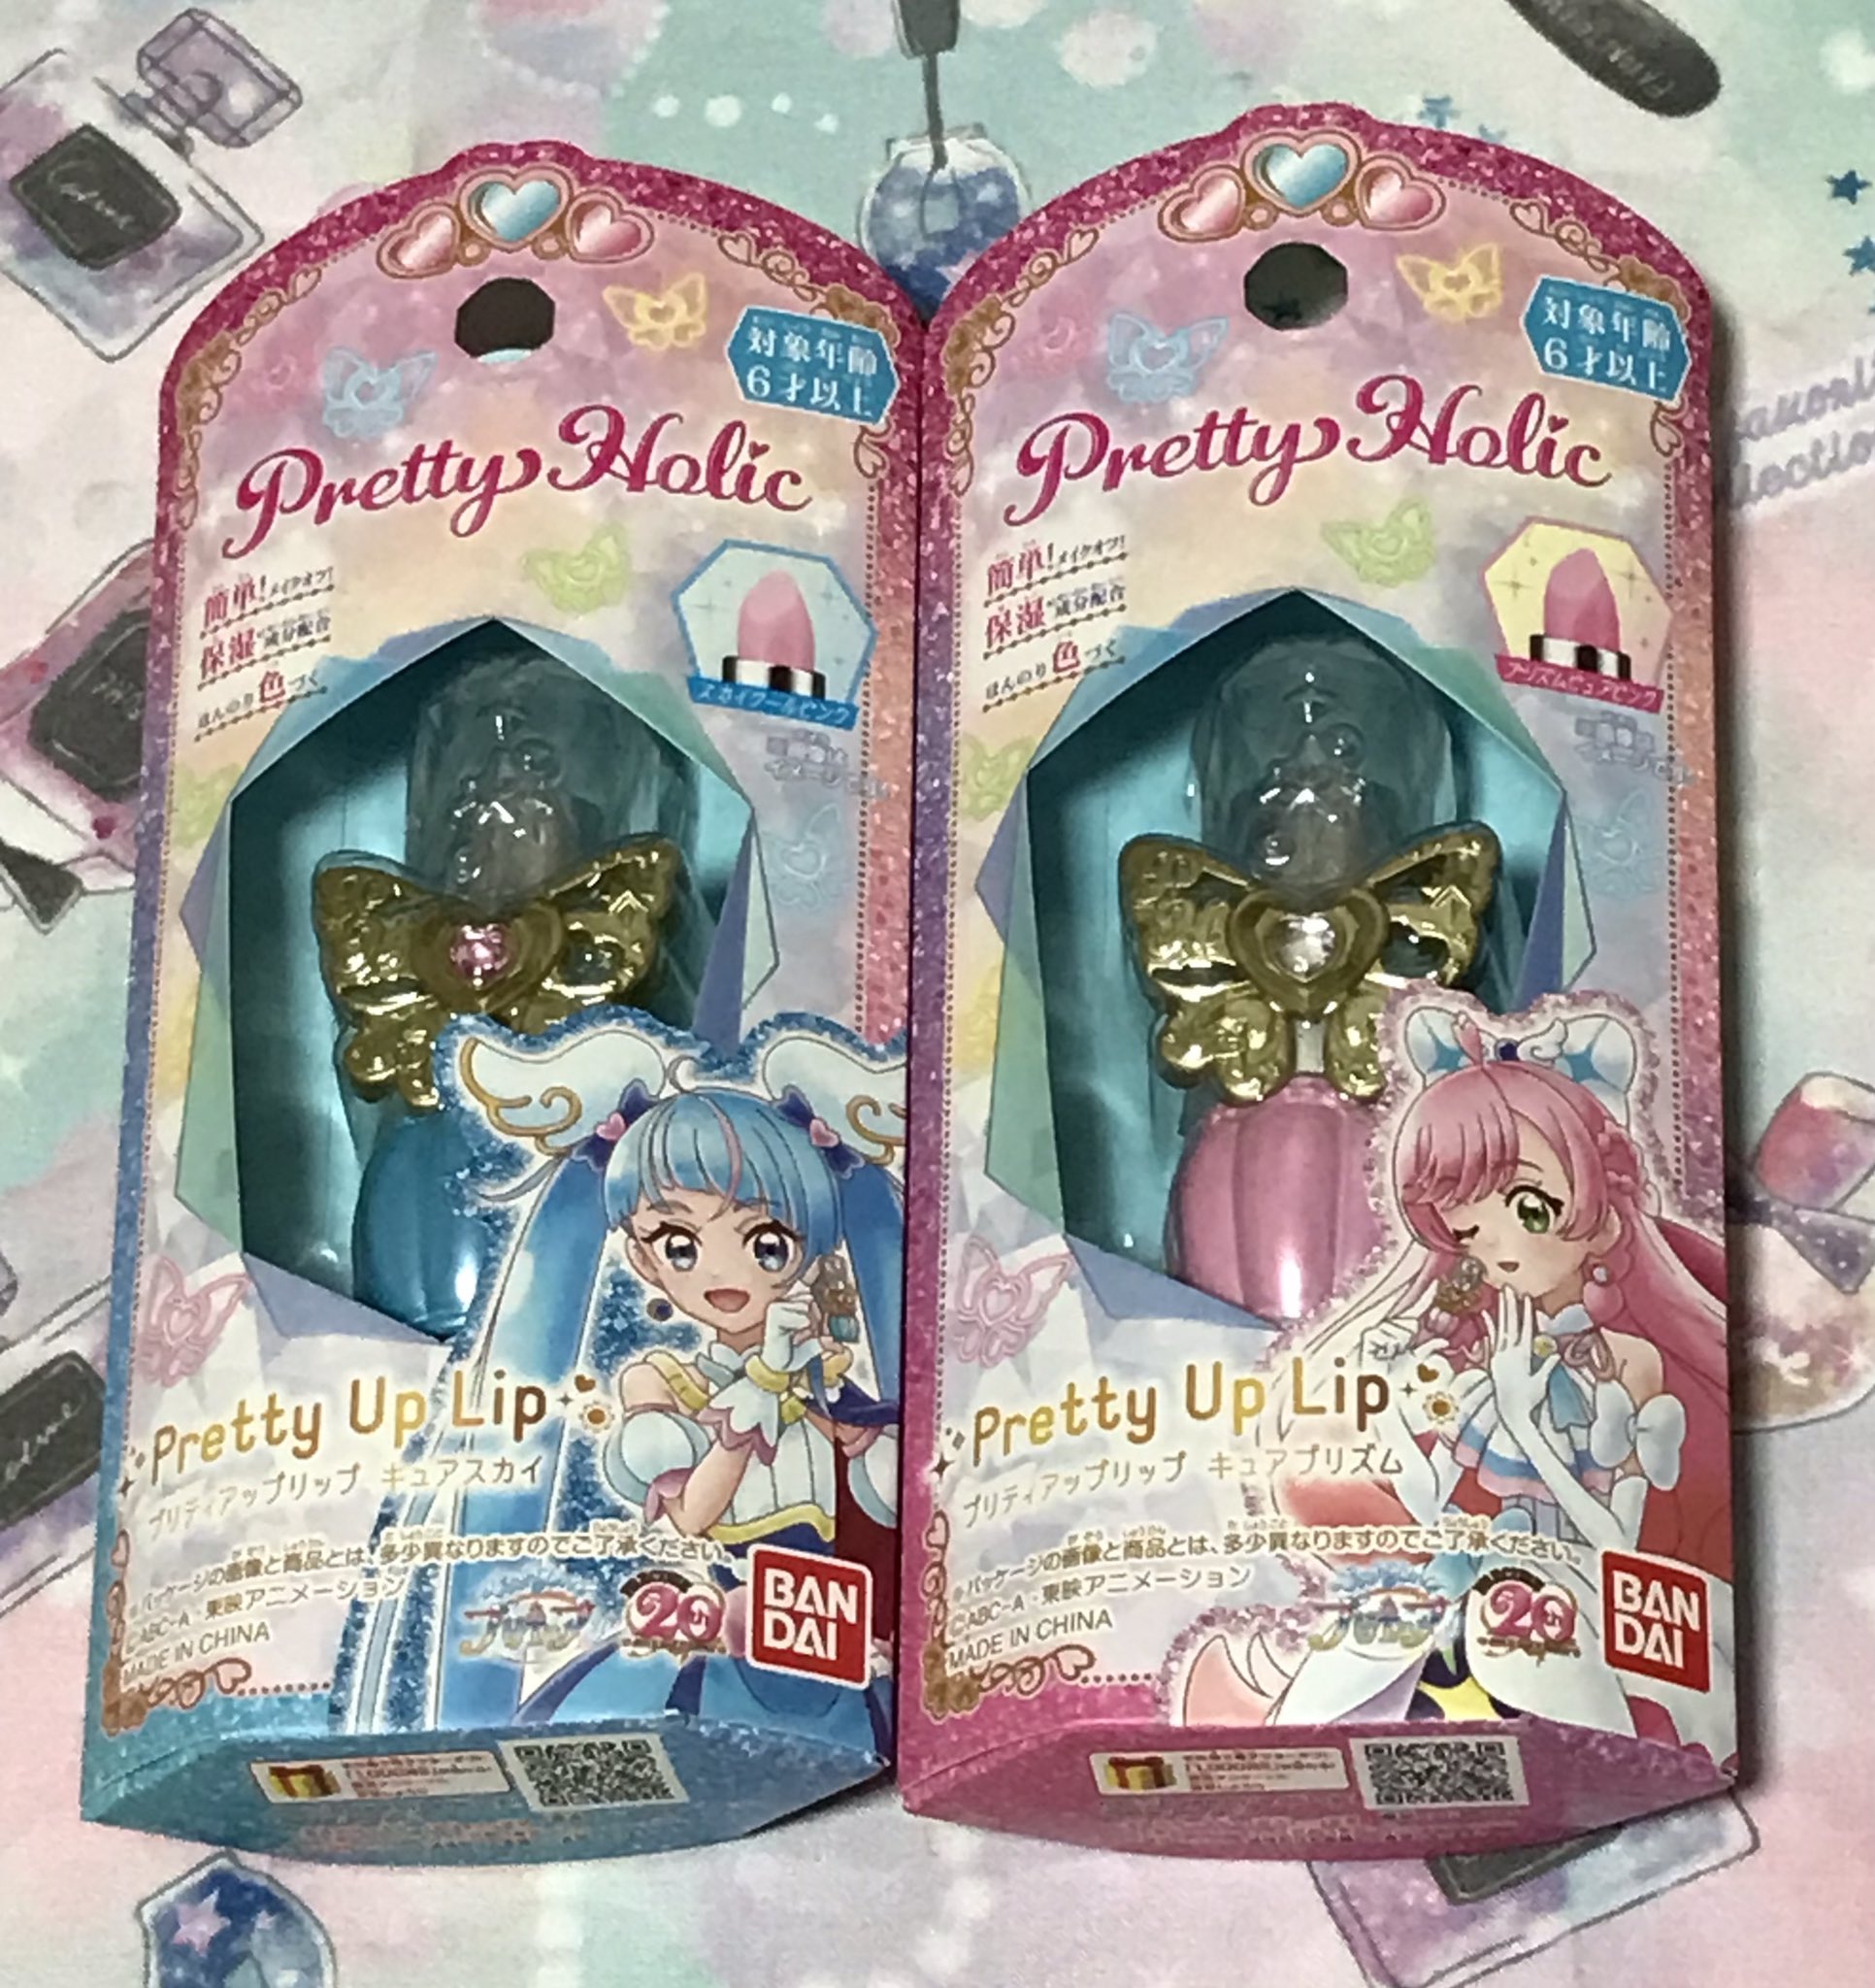 対象年齢
6才以上
Pretty Holic
簡単!メイクオフ!
保湿成分配合
ほんのり色づく
スカイクールピンク
Pretty Up Lip
プリティアップリップ キュアスカイ
※パッケージの画像と商品とは、多少異なりますのでご了承ください。
©ABC-A・東映アニメーション
MADE IN CHINA
20th
BAN
DAI
対象年齢
6才以上
Pretty Holic
簡単!メイクオフ!
保湿成分配合
ほんのり色づく
プリズムピュアピンク
Pretty Up Lip
プリティアップリップ キュアプリズム
※パッケージの画像と商品とは、多少異なりますのでご了承ください。
©ABC-A・東映アニメーション
MADE IN CHINA
20th
BAN
DAI